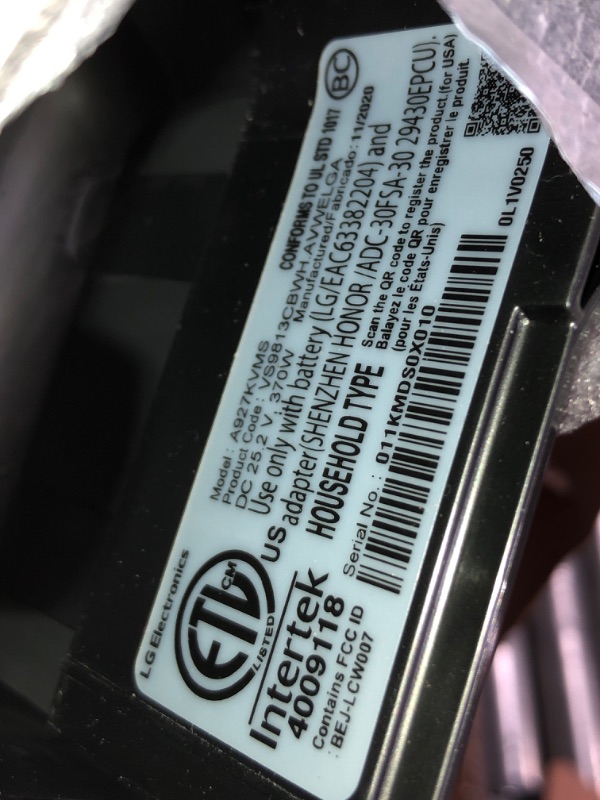 LG Electronics
Model : A927KVMS
Product Code : VS9813CBWH.AVWELGA
DC 25.2 V, 370W
CONFORMS TO UL STD 1017
Manufactured/Fabricado: 11/2020
BC
Use only with battery (LG/EAC63382204) and
adapter(SHENZHEN HONOR /ADC-30FSA-30 29430EPCU).
HOUSEHOLD TYPE
Scan the QR code to register the product.(for USA)
Balayez le code QR pour enregistrer le produit.
(pour les États-Unis)
ETL
CM
LISTED
US
Intertek
4009118
Contains FCC ID
: BEJ-LCW007
Serial No.: 011KMDS0X010
0L1V0250